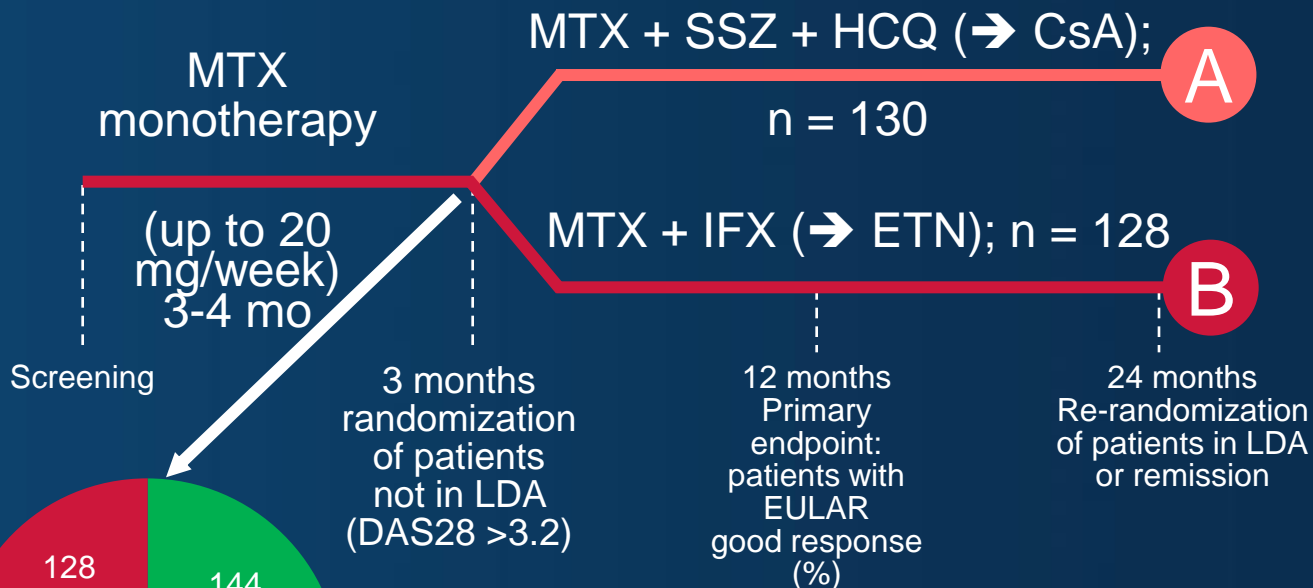 MTX
monotherapy
(up to 20
mg/week)
3-4 mo
MTX + SSZ + HCQ (➔ CsA);
n = 130
A
MTX + IFX (➔ ETN); n = 128
B
Screening
3 months
randomization
of patients
not in LDA
(DAS28 >3.2)
12 months
Primary
endpoint:
patients with
EULAR
good response
(%)
24 months
Re-randomization
of patients in LDA
or remission
128
144